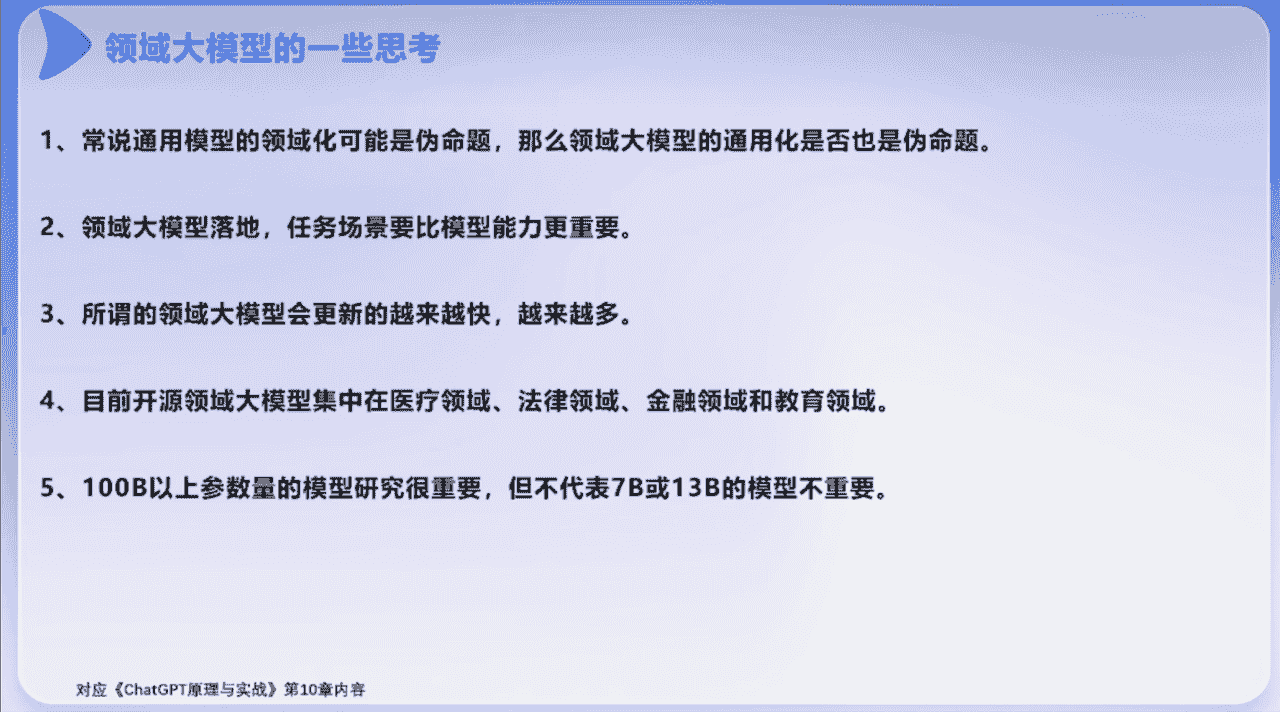 领域大模型的一些思考
1、常说通用模型的领域化可能是伪命题，那么领域大模型的通用化是否也是伪命题。
2、领域大模型落地，任务场景要比模型能力更重要。
3、所谓的领域大模型会更新的越来越快，越来越多。
4、目前开源领域大模型集中在医疗领域、法律领域、金融领域和教育领域。
5、100B以上参数量的模型研究很重要，但不代表7B或13B的模型不重要。
对应《ChatGPT原理与实战》第10章内容